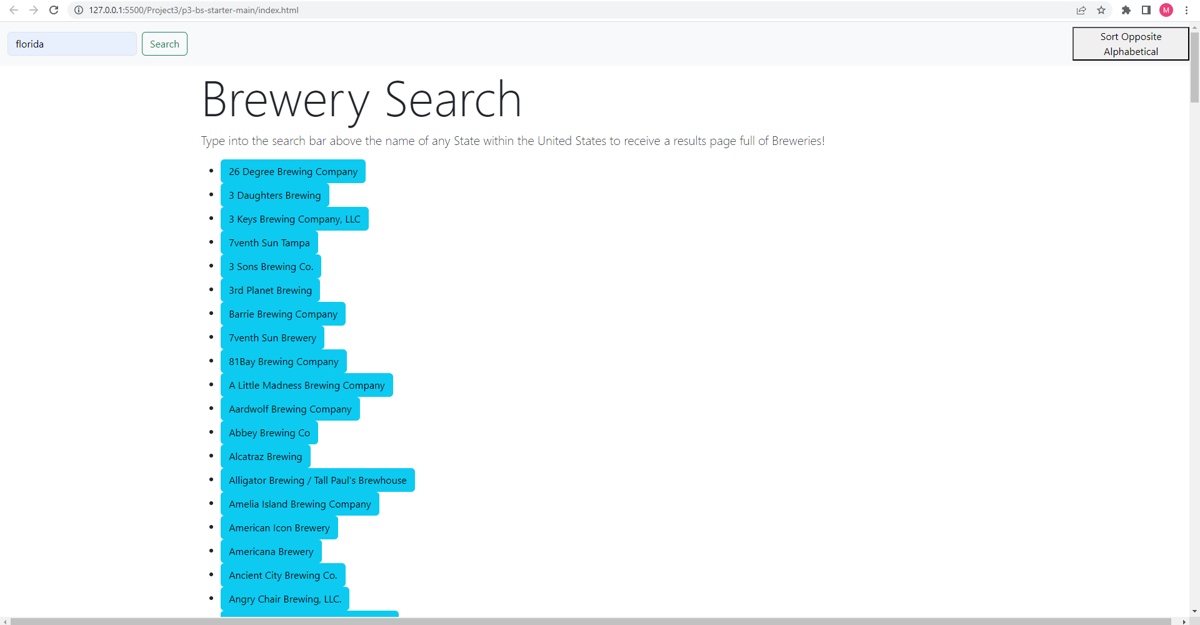 127.0.0.1:5500/Project3/p3-bs-starter-main/index.html
M
florida
Search
Sort Opposite
Alphabetical
Brewery Search
Type into the search bar above the name of any State within the United States to receive a results page full of Breweries!
26 Degree Brewing Company
3 Daughters Brewing
3 Keys Brewing Company, LLC
7venth Sun Tampa
3 Sons Brewing Co.
3rd Planet Brewing
Barrie Brewing Company
7venth Sun Brewery
81Bay Brewing Company
A Little Madness Brewing Company
Aardwolf Brewing Company
Abbey Brewing Co
Alcatraz Brewing
Alligator Brewing / Tall Paul's Brewhouse
Amelia Island Brewing Company
American Icon Brewery
Americana Brewery
Ancient City Brewing Co.
Angry Chair Brewing, LLC.